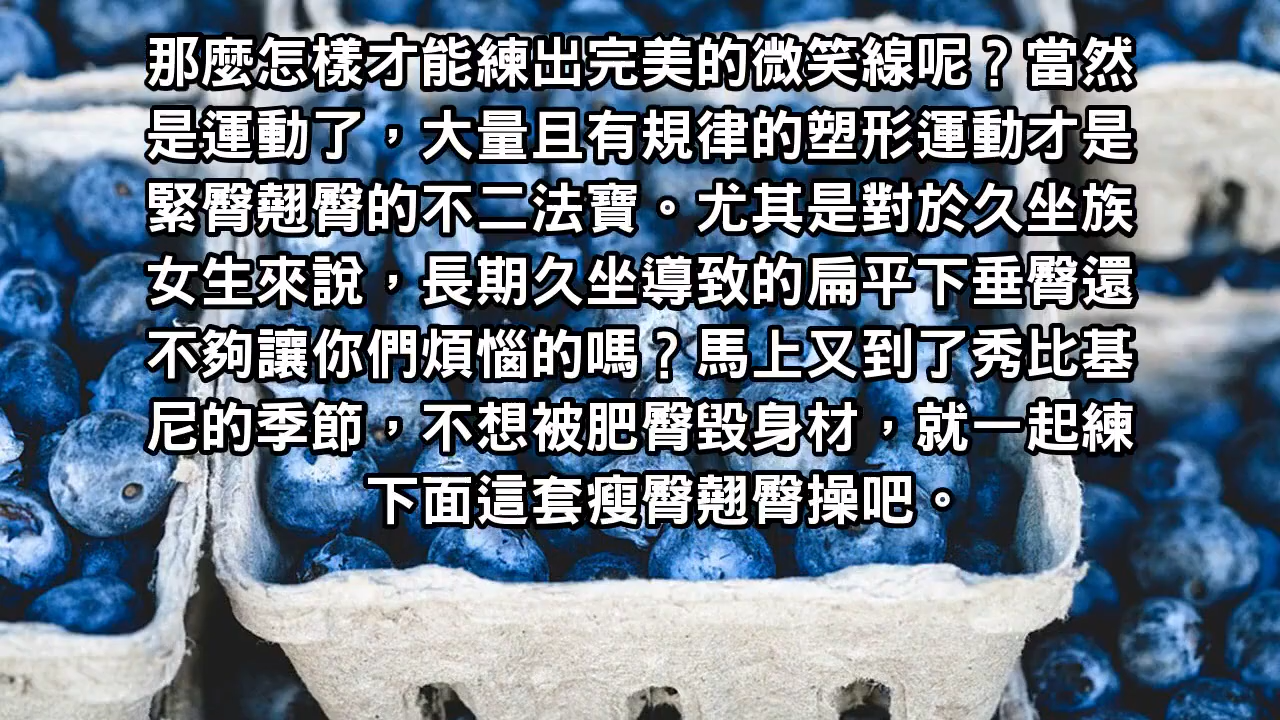 那麼怎樣才能練出完美的微笑線呢？當然
是運動了，大量且有規律的塑形運動才是
緊臀翹臀的不二法寶。尤其是對於久坐族
女生來說，長期久坐導致的扁平下垂臀還
不夠讓你們煩惱的嗎？馬上又到了秀比基
尼的季節，不想被肥臀毀身材，就一起練
下面這套瘦臀翹臀操吧。